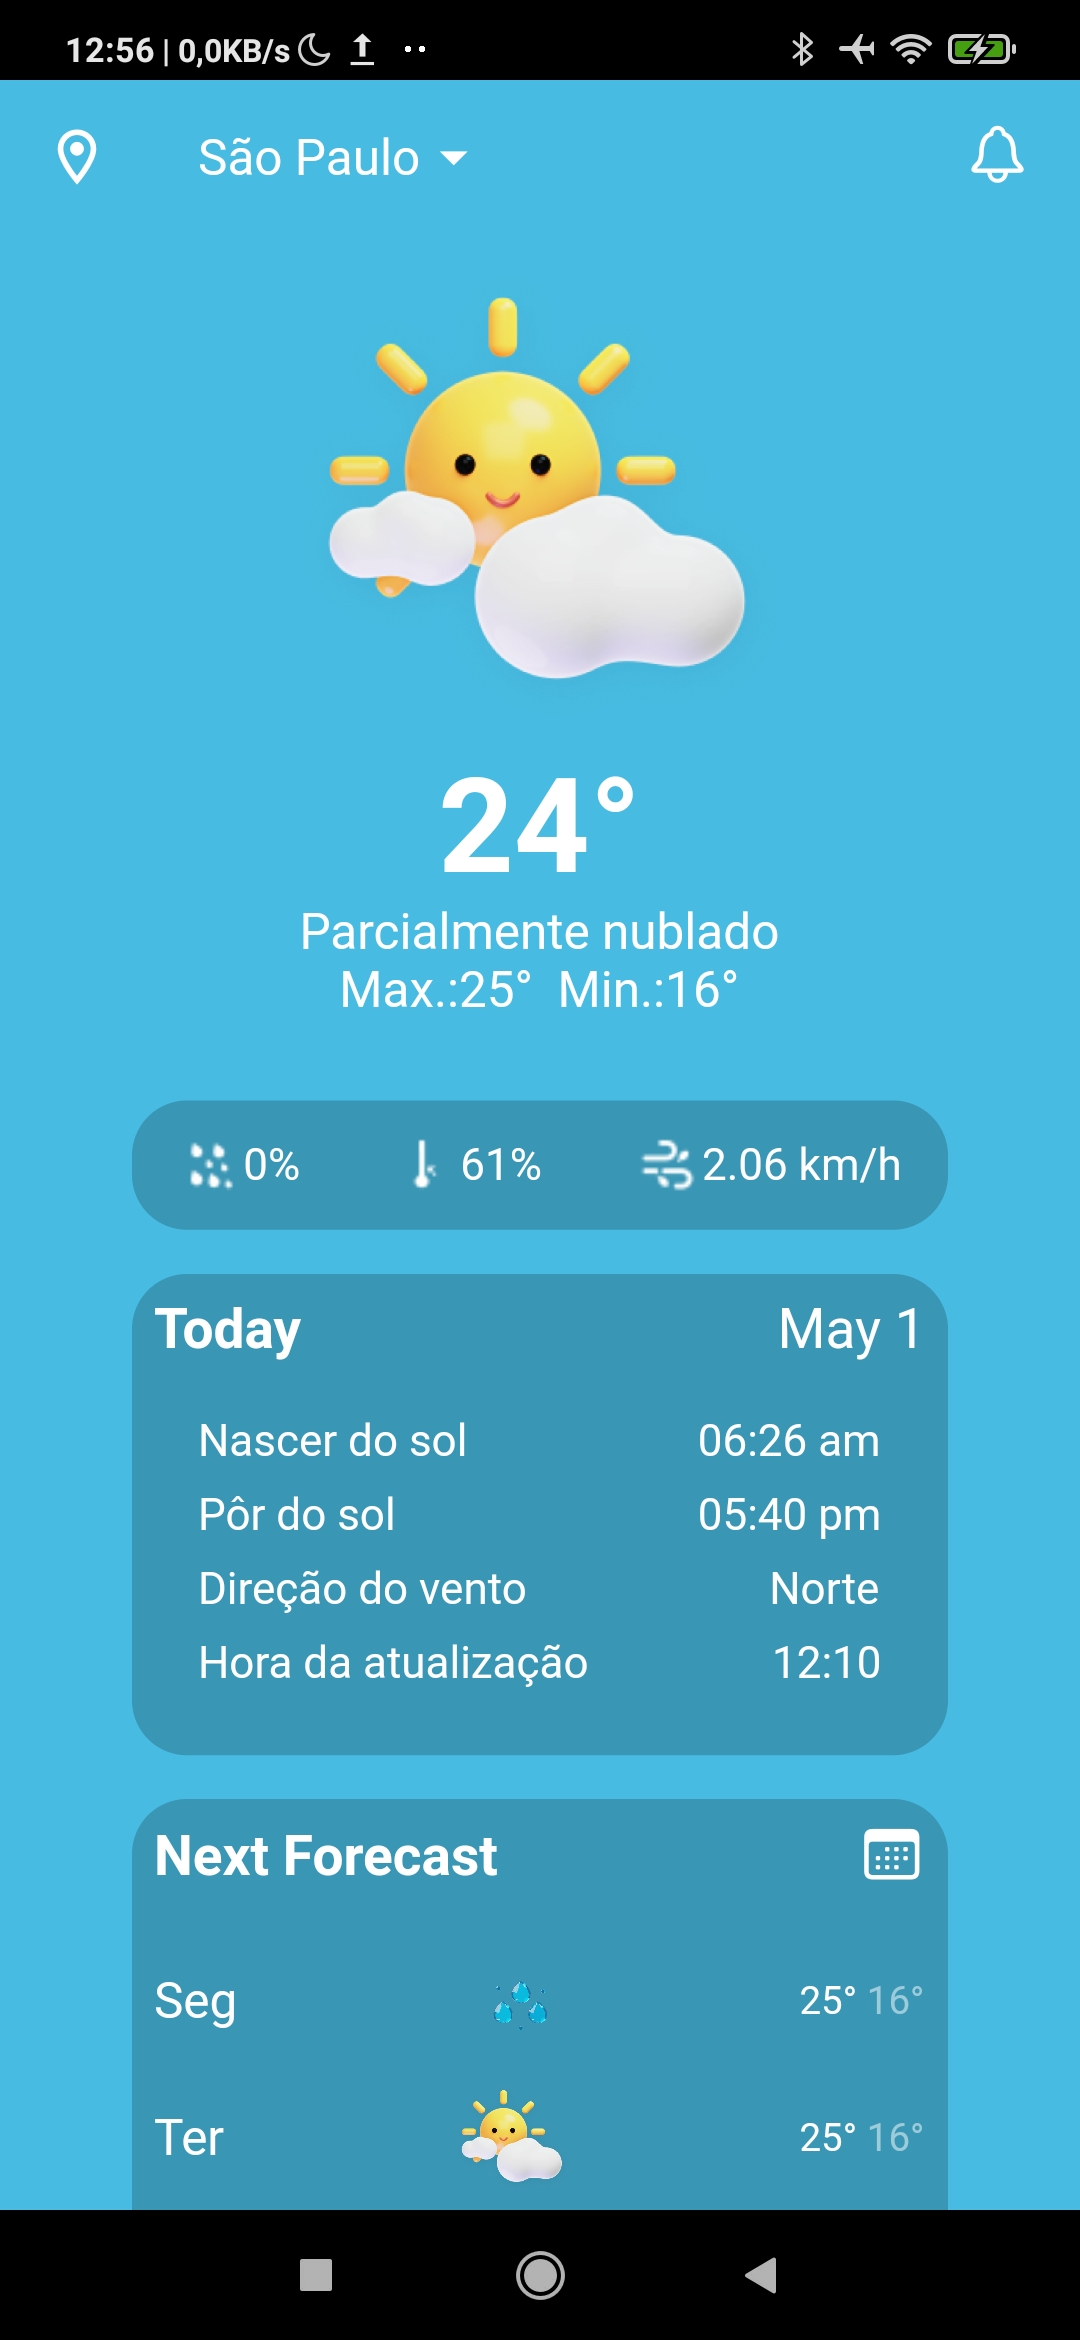 12:56 | 0,0KB/s
São Paulo
24°
Parcialmente nublado
Max.:25° Min.:16°
0% 61% 2.06 km/h
Today May 1
Nascer do sol 06:26 am
Pôr do sol 05:40 pm
Direção do vento Norte
Hora da atualização 12:10
Next Forecast
Seg 25° 16°
Ter 25° 16°